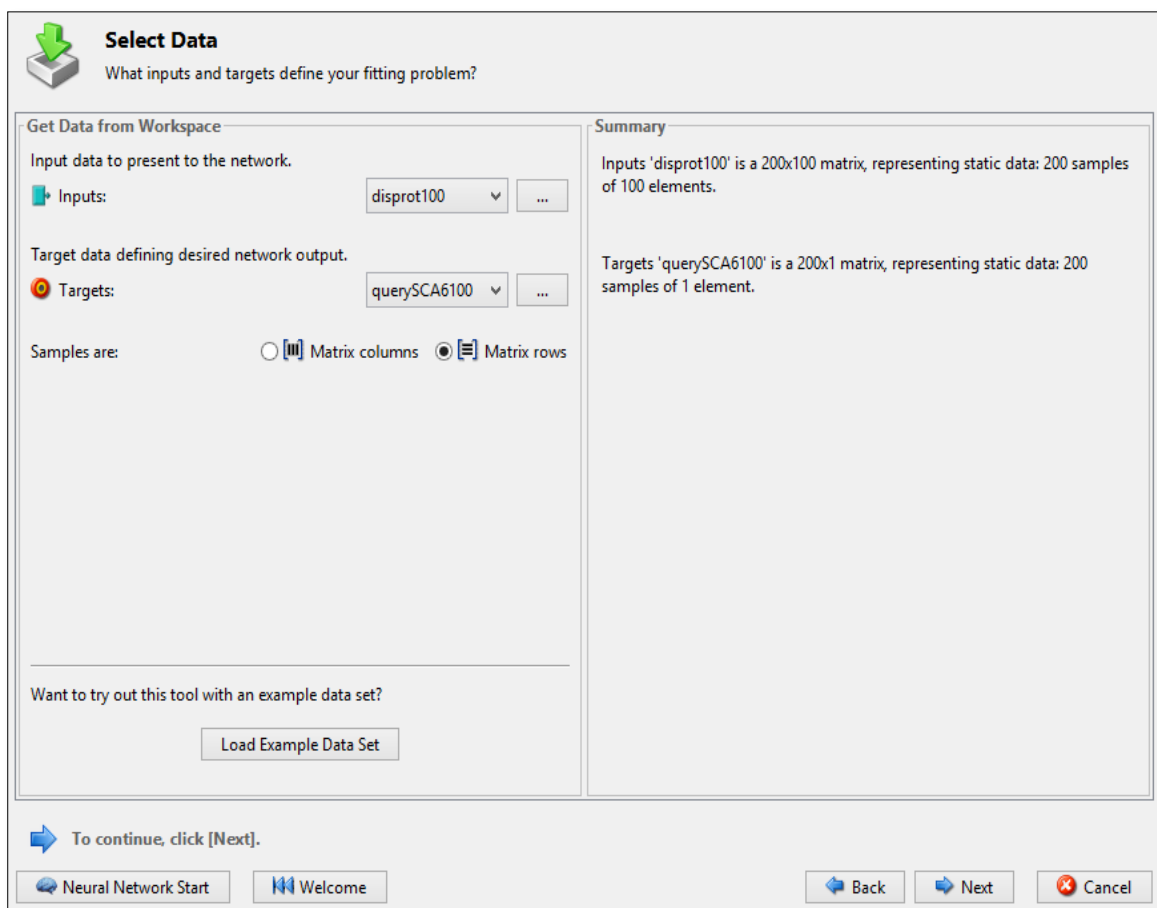 Select Data
What inputs and targets define your fitting problem?
Get Data from Workspace
Input data to present to the network.
Inputs:
disprot100
...
Target data defining desired network output.
Targets:
querySCA6100
...
Samples are:
Matrix columns
Matrix rows
Want to try out this tool with an example data set?
Load Example Data Set
Summary
Inputs 'disprot100' is a 200x100 matrix, representing static data: 200 samples
of 100 elements.
Targets 'querySCA6100' is a 200x1 matrix, representing static data: 200
samples of 1 element.
To continue, click [Next].
Neural Network Start
Welcome
Back
Next
Cancel